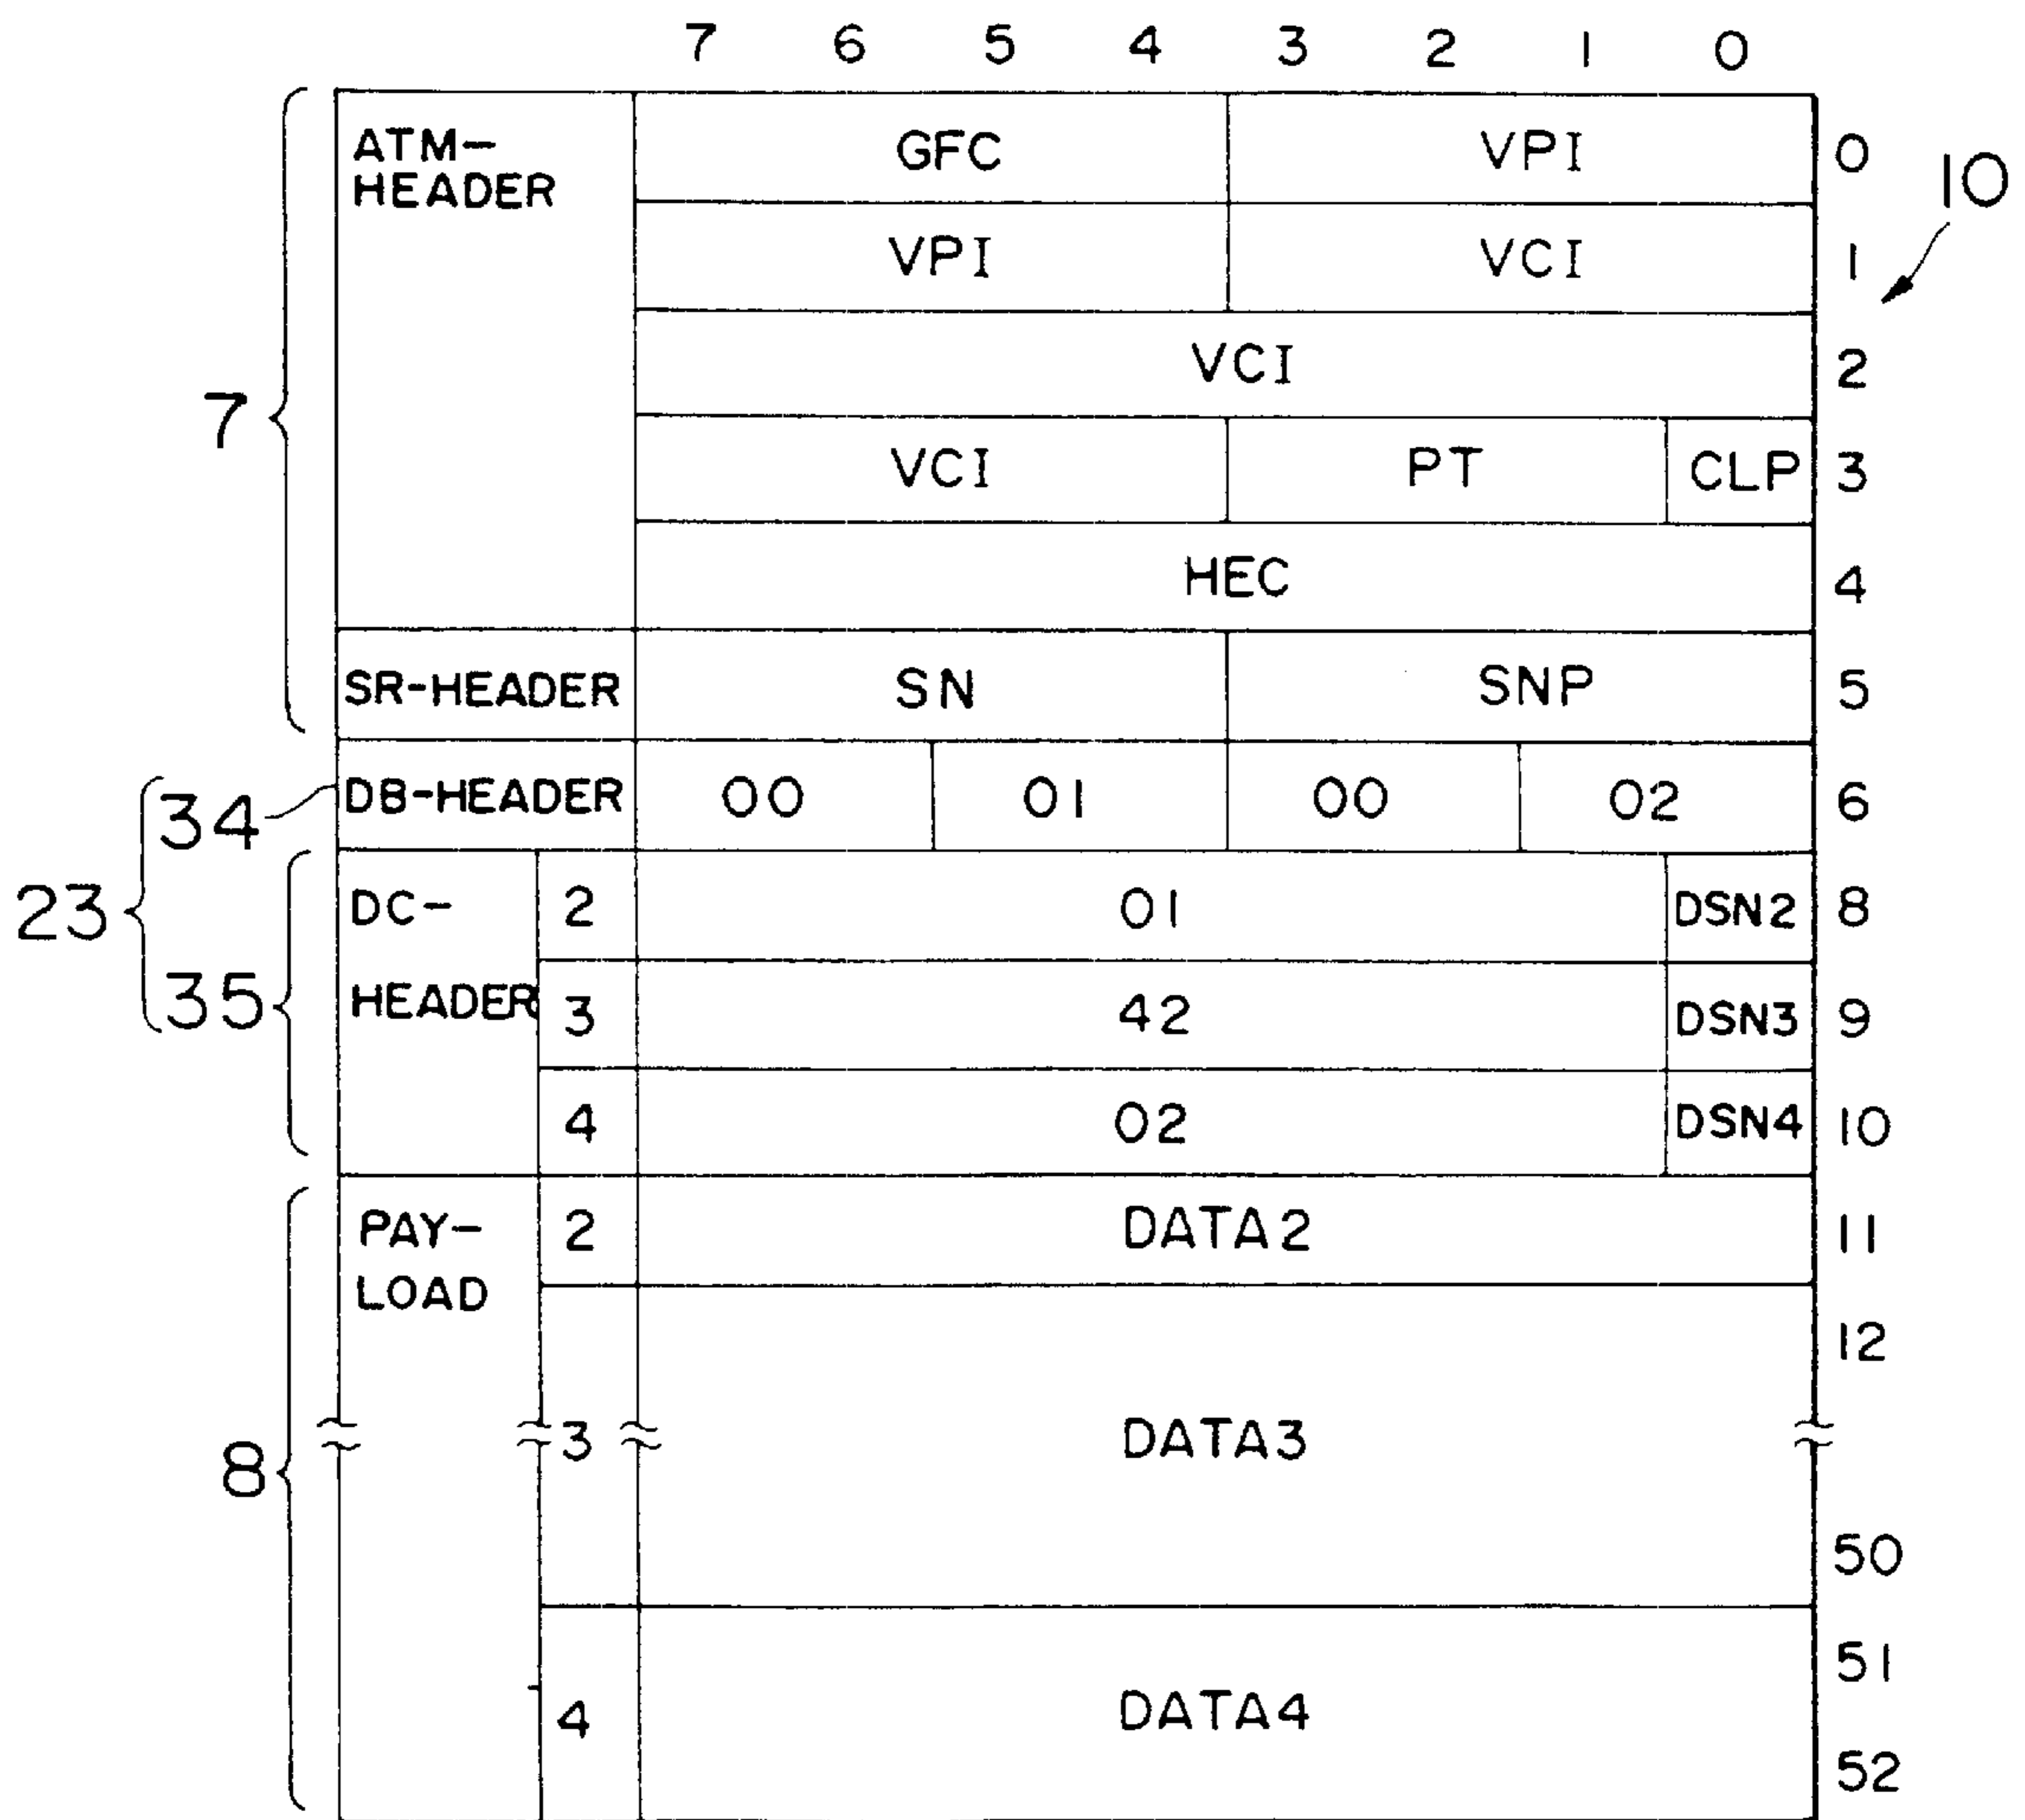 7 6 5 4 3 2 1 0
ATM- GFC VPI 0
HEADER
10
VPI VCI 1
VCI 2
7
VCI PT CLP 3
HEC 4
SR-HEADER SN SNP 5
34 DB-HEADER 00 01 00 02 6
23
DC- 2 01 DSN2 8
35 HEADER 3 42 DSN3 9
4 02 DSN4 10
PAY- 2 DATA2 11
LOAD
12
8 3 DATA3
50
51
4 DATA4
52